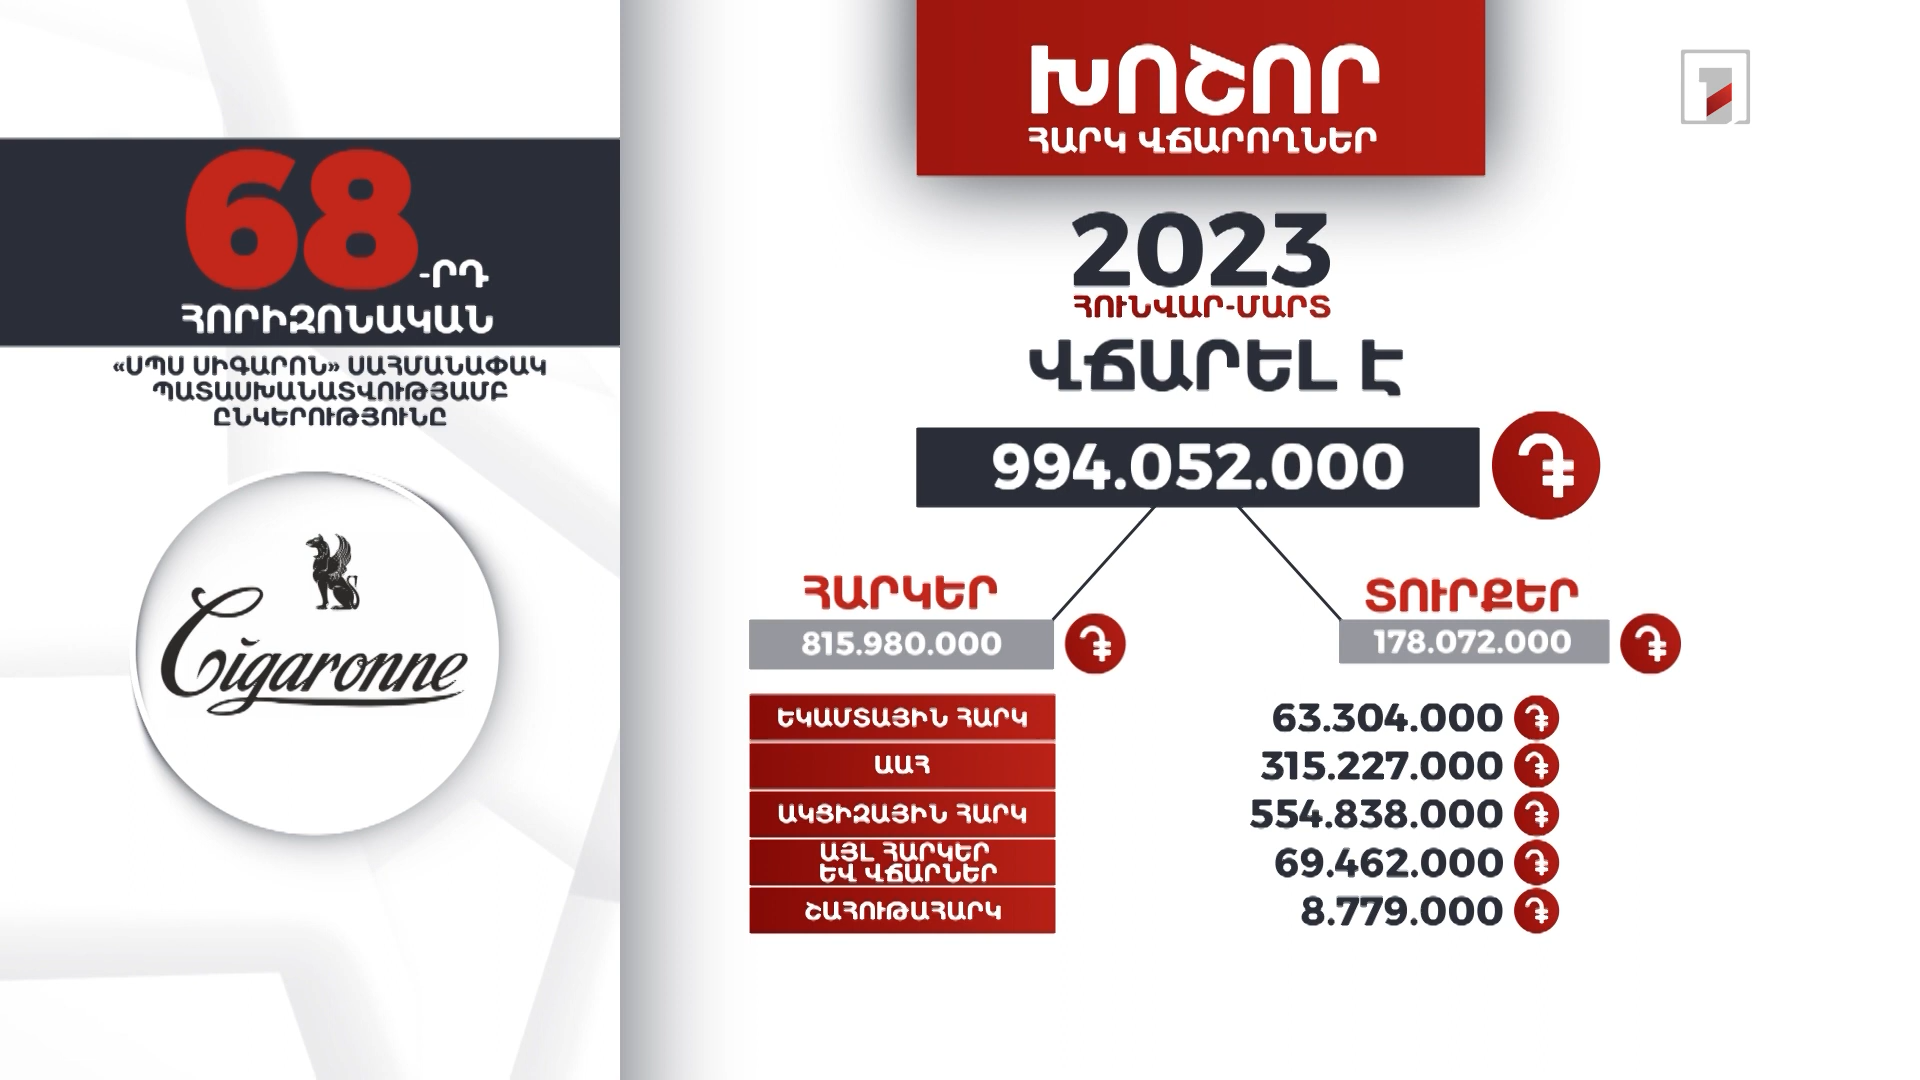 68-ՐԴ
ՀՈՐԻԶՈՆԱԿԱՆ
«ՍՊՍ ՍԻԳԱՐՈՆ» ՍԱՀՄԱՆԱՓԱԿ
ՊԱՏԱՍԽԱՆԱՏՎՈՒԹՅԱՄԲ
ԸՆԿԵՐՈՒԹՅՈՒՆԸ
Cigaronne
ԽՈՇՈՐ
ՀԱՐԿ ՎՃԱՐՈՂՆԵՐ
2023
ՀՈՒՆՎԱՐ-ՄԱՐՏ
ՎՃԱՐԵԼ Է
994.052.000 ֏
ՀԱՐԿԵՐ
815.980.000 ֏
ՏՈՒՐՔԵՐ
178.072.000 ֏
ԵԿԱՄՏԱՅԻՆ ՀԱՐԿ 63.304.000 ֏
ԱԱՀ 315.227.000 ֏
ԱԿՑԻԶԱՅԻՆ ՀԱՐԿ 554.838.000 ֏
ԱՅԼ ՀԱՐԿԵՐ
ԵՎ ՎՃԱՐՆԵՐ 69.462.000 ֏
ՇԱՀՈՒԹԱՀԱՐԿ 8.779.000 ֏
1